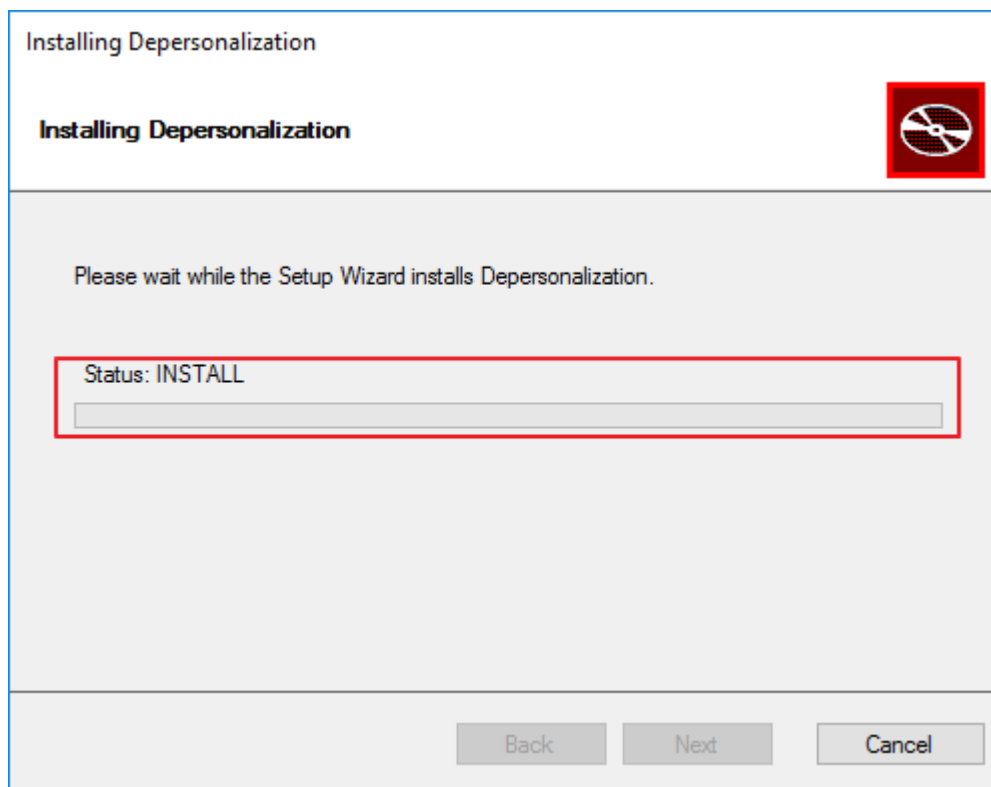 Installing Depersonalization
Installing Depersonalization
Please wait while the Setup Wizard installs Depersonalization.
Status: INSTALL
Back Next Cancel